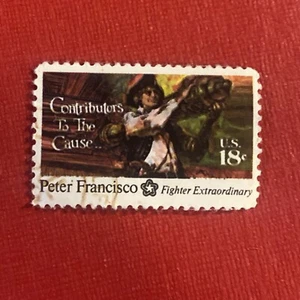 Contributors
To The
Cause...
U.S.
18c
Peter Francisco Fighter Extraordinary